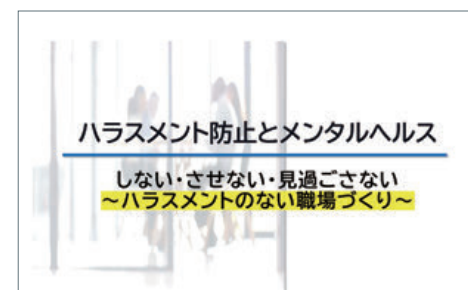 ハラスメント防止とメンタルヘルス
しない・させない・見過ごさない
～ハラスメントのない職場づくり～